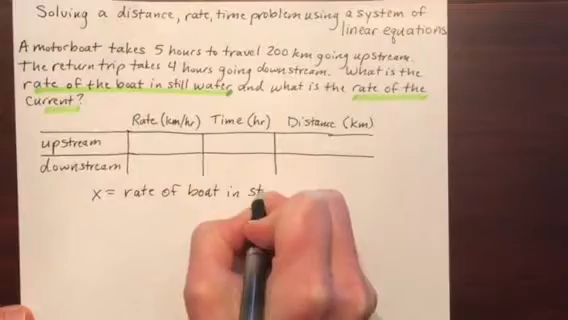 Solving a distance, rate, time problem using a system of
linear equations
A motorboat takes 5 hours to travel 200 km going upstream.
The return trip takes 4 hours going downstream. What is the
rate of the boat in still water and what is the rate of the
current?
Rate (km/hr) Time (hr) Distance (km)
upstream
downstream
x = rate of boat in st